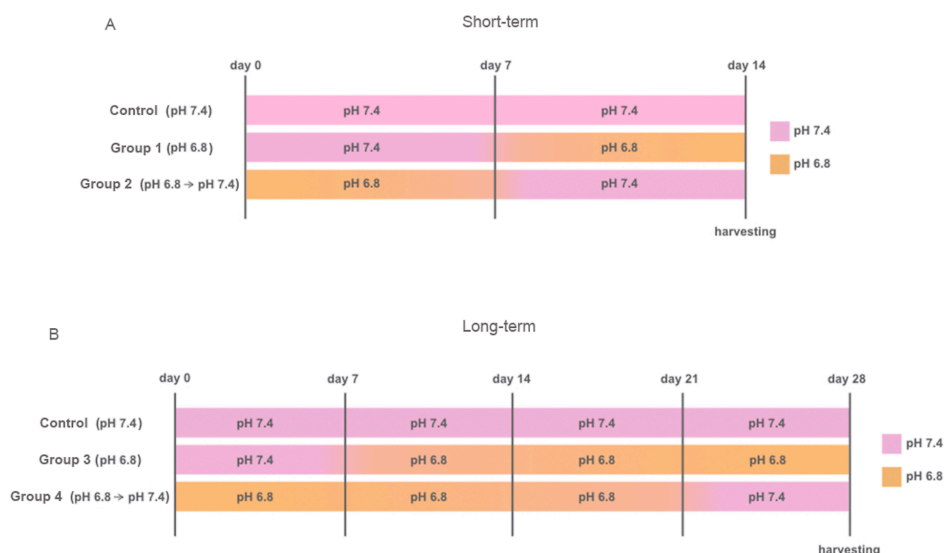 A
Short-term
day 0 day 7 day 14
Control (pH 7.4) pH 7.4 pH 7.4
Group 1 (pH 6.8) pH 7.4 pH 6.8
Group 2 (pH 6.8 → pH 7.4) pH 6.8 pH 7.4
pH 7.4
pH 6.8
harvesting
B
Long-term
day 0 day 7 day 14 day 21 day 28
Control (pH 7.4) pH 7.4 pH 7.4 pH 7.4 pH 7.4
Group 3 (pH 6.8) pH 7.4 pH 6.8 pH 6.8 pH 6.8
Group 4 (pH 6.8 → pH 7.4) pH 6.8 pH 6.8 pH 6.8 pH 7.4
pH 7.4
pH 6.8
harvesting